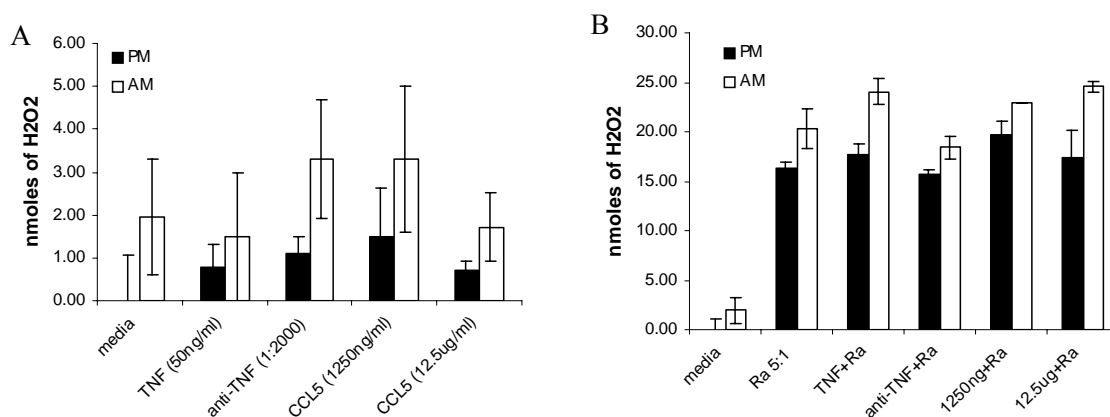 A
nmoles of H2O2
6.00
5.00
4.00
3.00
2.00
1.00
0.00
PM
AM
media
TNF (50ng/ml)
anti-TNF (1:2000)
CCL5 (1250ng/ml)
CCL5 (12.5ug/ml)
B
nmoles of H2O2
30.00
25.00
20.00
15.00
10.00
5.00
0.00
PM
AM
media
Ra 5:1
TNF+Ra
anti-TNF+Ra
1250ng+Ra
12.5ug+Ra